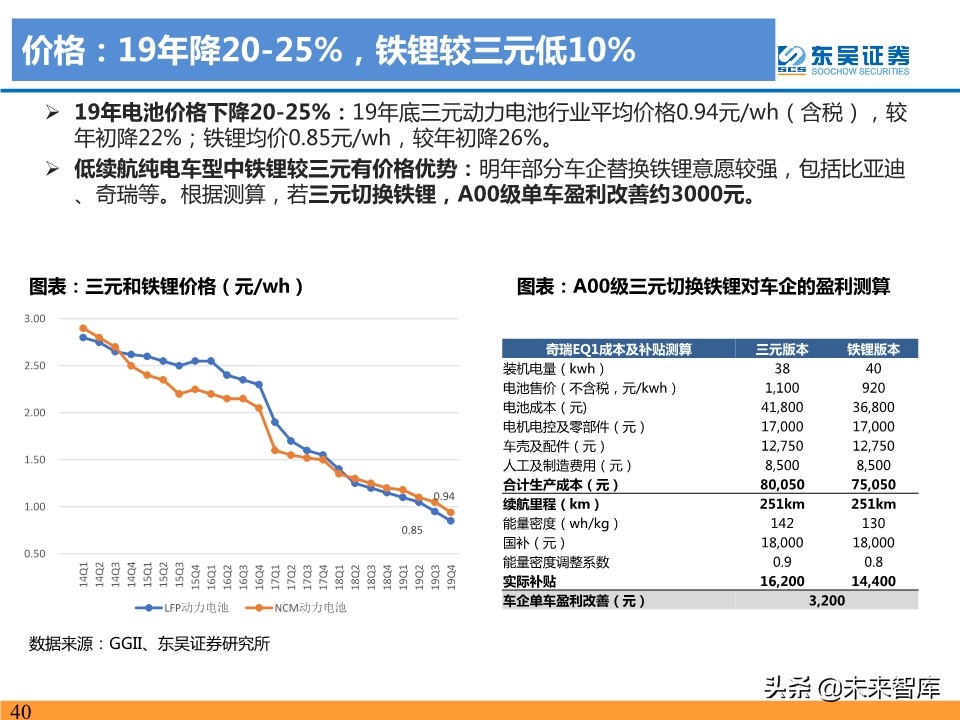 价格：19年降20-25%，铁锂较三元低10%
东吴证券
SCS SOOCHOW SECURITIES
➢ 19年电池价格下降20-25%：19年底三元动力电池行业平均价格0.94元/wh（含税），较
年初降22%；铁锂均价0.85元/wh，较年初降26%。
➢ 低续航纯电车型中铁锂较三元有价格优势：明年部分车企替换铁锂意愿较强，包括比亚迪
、奇瑞等。根据测算，若三元切换铁锂，A00级单车盈利改善约3000元。
图表：三元和铁锂价格（元/wh）
3.00
2.50
2.00
1.50
1.00
0.50
0.94
0.85
14Q1 14Q2 14Q3 14Q4 15Q1 15Q2 15Q3 15Q4 16Q1 16Q2 16Q3 16Q4 17Q1 17Q2 17Q3 17Q4 18Q1 18Q2 18Q3 18Q4 19Q1 19Q2 19Q3 19Q4
LFP动力电池 NCM动力电池
图表：A00级三元切换铁锂对车企的盈利测算
奇瑞EQ1成本及补贴测算 三元版本 铁锂版本
装机电量（kwh） 38 40
电池售价（不含税，元/kwh） 1,100 920
电池成本（元) 41,800 36,800
电机电控及零部件（元） 17,000 17,000
车壳及配件（元） 12,750 12,750
人工及制造费用（元） 8,500 8,500
合计生产成本（元） 80,050 75,050
续航里程（km） 251km 251km
能量密度（wh/kg） 142 130
国补（元） 18,000 18,000
能量密度调整系数 0.9 0.8
实际补贴 16,200 14,400
车企单车盈利改善（元） 3,200
数据来源：GGII、东吴证券研究所
头条 @未来智库
40